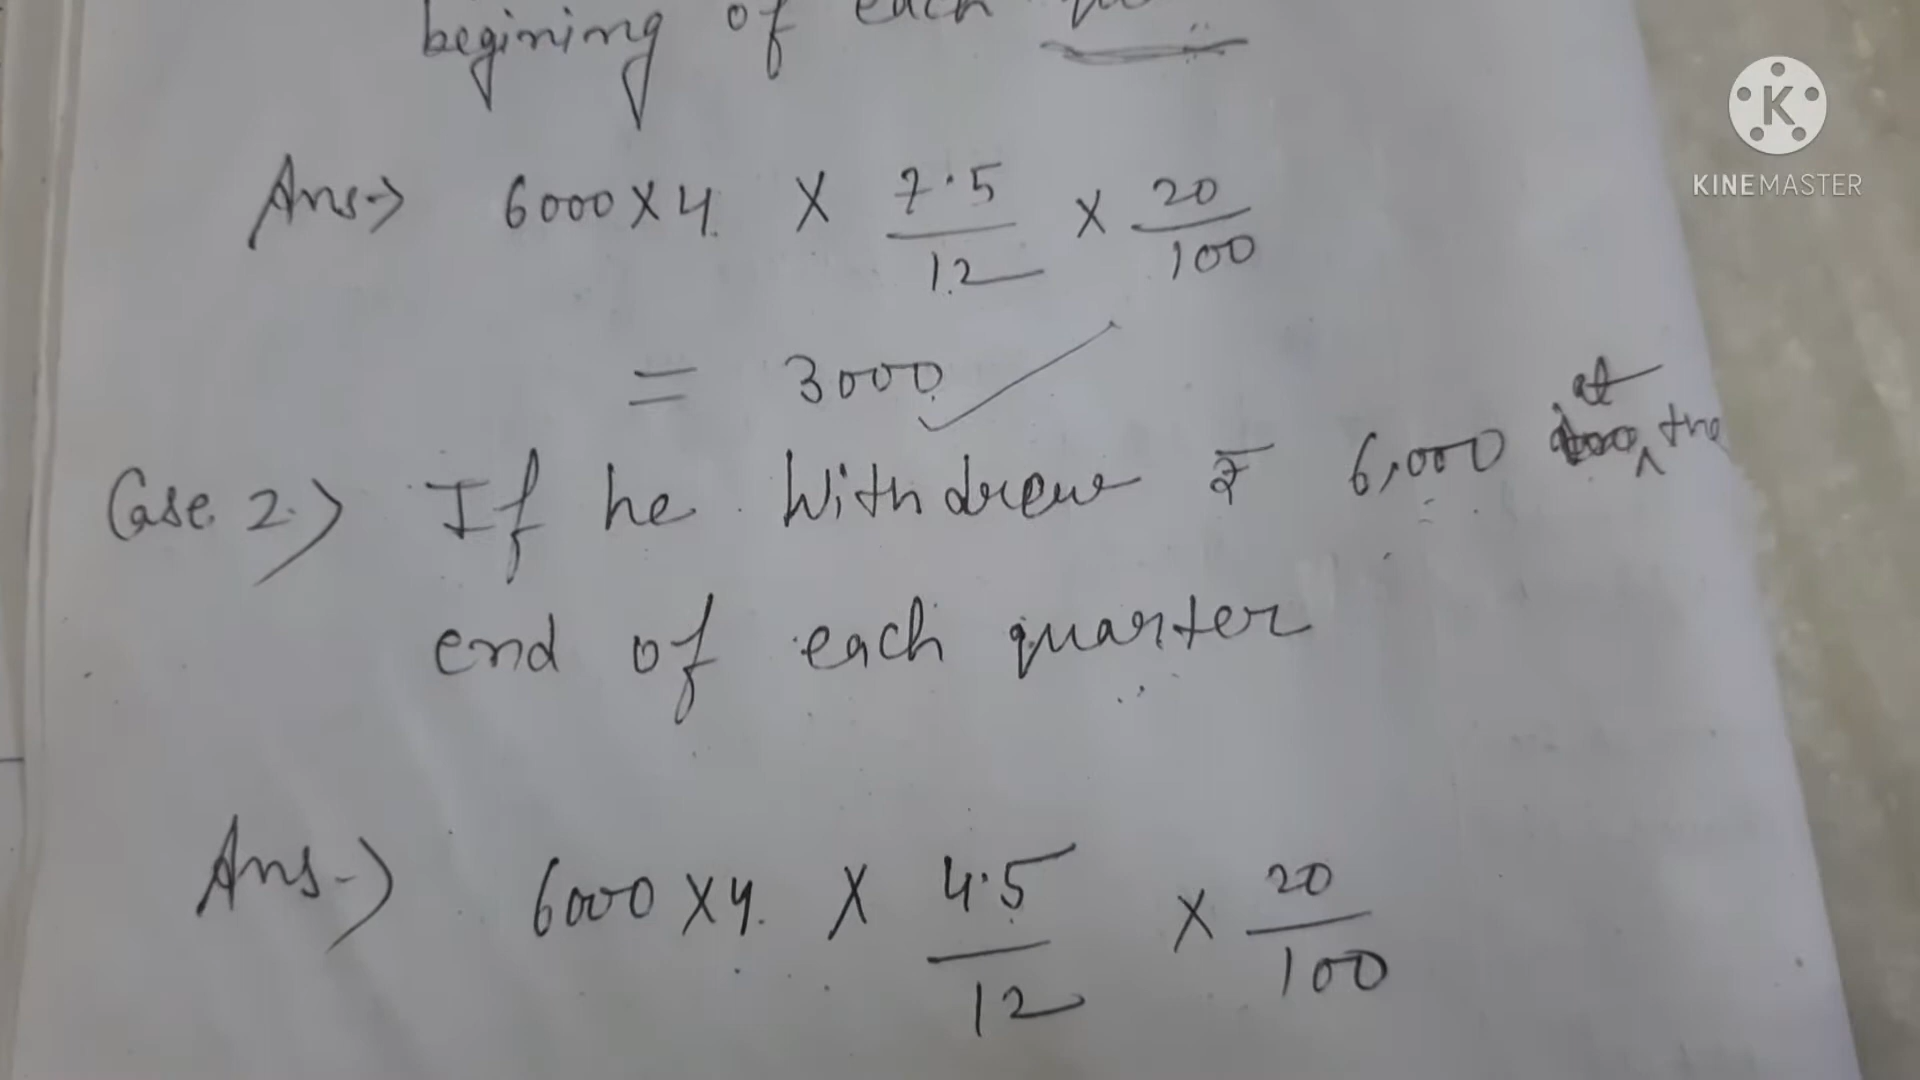 begining of each
Ans→ 6000 X 4. X 7.5/12 X 20/100
= 3000
Case 2.) If he withdrew ₹ 6,000 at the
end of each quarter
Ans.→ 6000 X 4. X 4.5/12 X 20/100
K
KINEMASTER